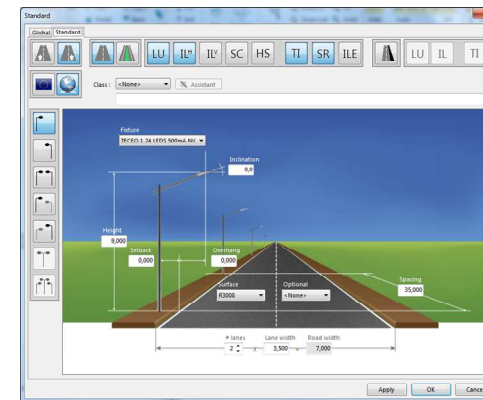 Standard
Global Standard
LU ILᴴ ILⱽ SC HS TI SR ILE LU IL TI
Class : <None> Assistant
Fixture
TECEO 1 24 LEDS 500mA NV
Inclination
0,0
Height
9,000
Setback Overhang
0,000 0,000
Spacing
35,000
Surface Optional
R3008 <None>
# lanes Lane width Road width
2 x 3,500 = 7,000
Apply OK Cance